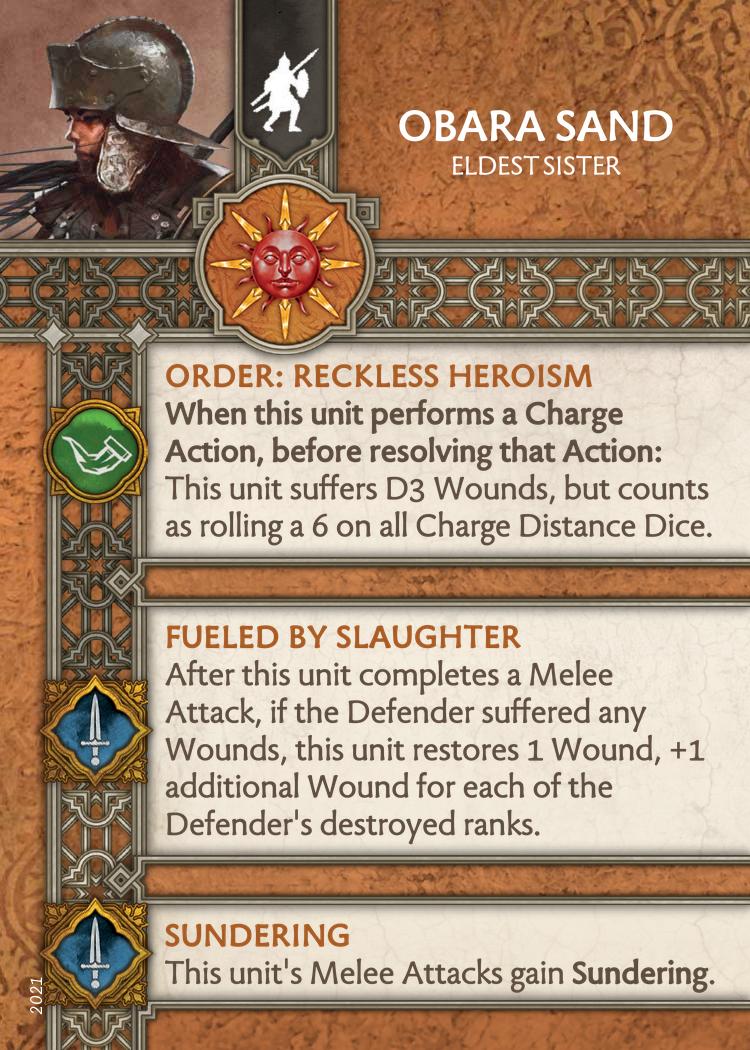 OBARA SAND
ELDEST SISTER
ORDER: RECKLESS HEROISM
When this unit performs a Charge
Action, before resolving that Action:
This unit suffers D3 Wounds, but counts
as rolling a 6 on all Charge Distance Dice.
FUELED BY SLAUGHTER
After this unit completes a Melee
Attack, if the Defender suffered any
Wounds, this unit restores 1 Wound, +1
additional Wound for each of the
Defender's destroyed ranks.
SUNDERING
This unit's Melee Attacks gain Sundering.
2021